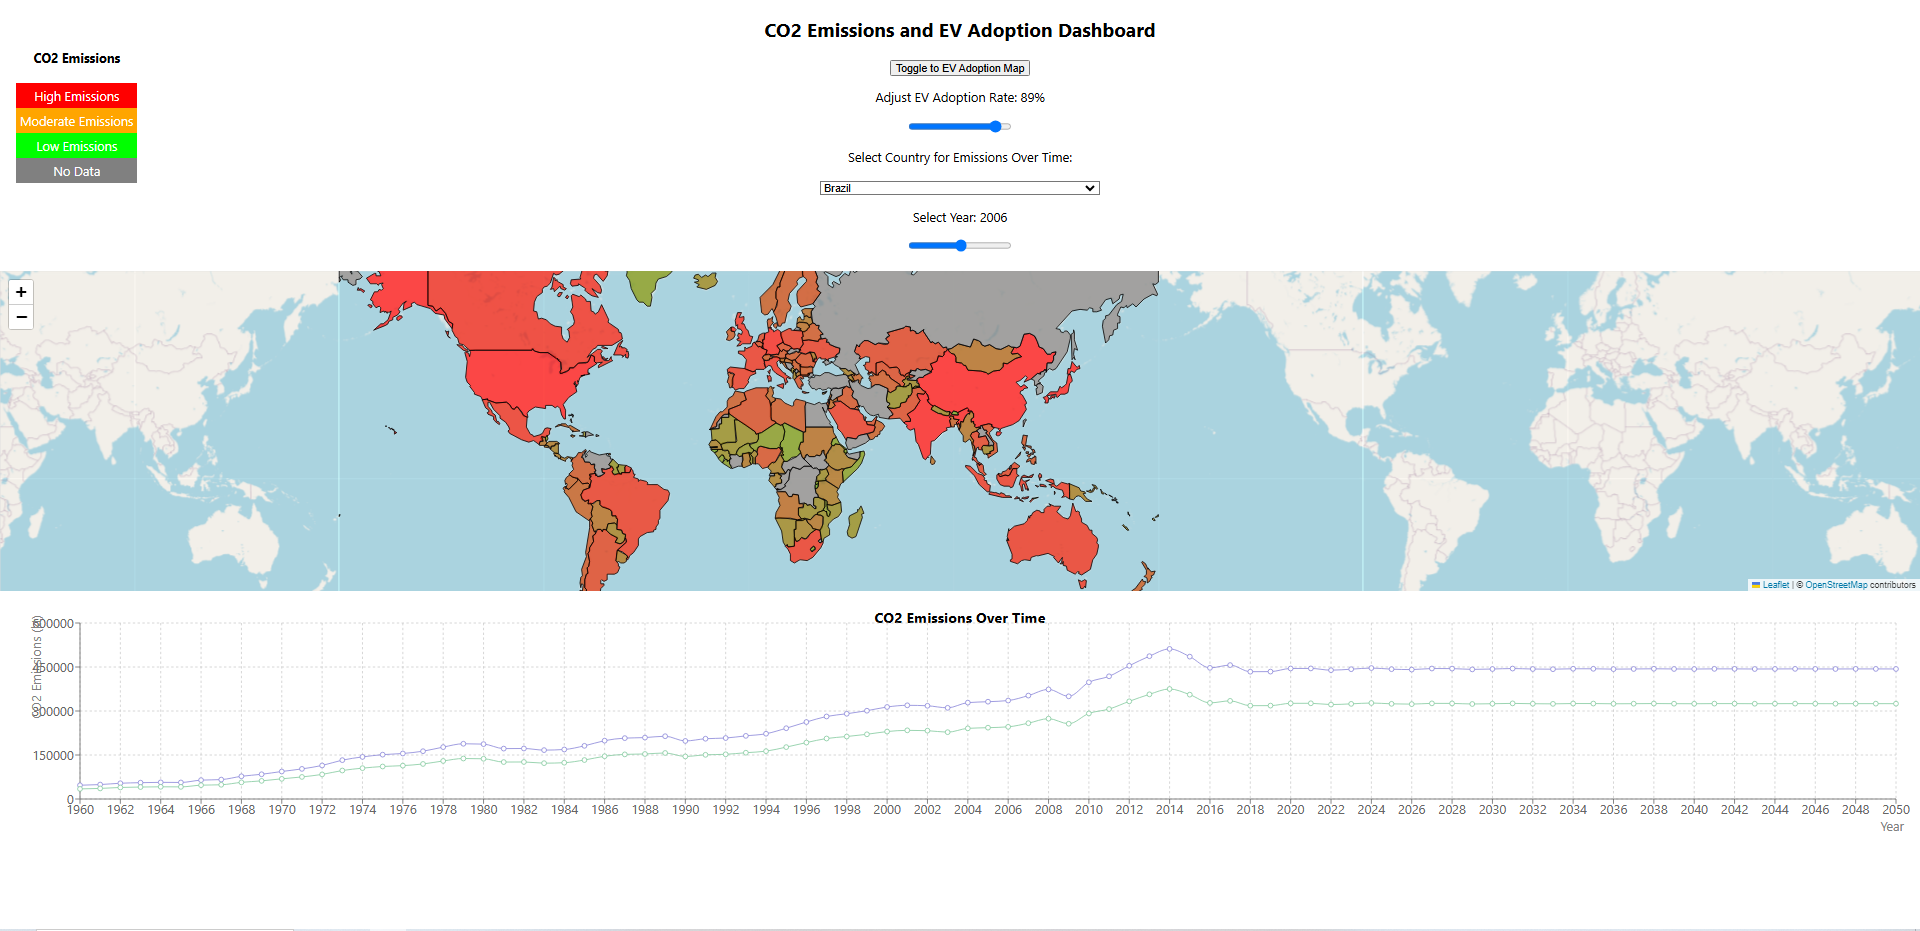 CO2 Emissions and EV Adoption Dashboard
CO2 Emissions
High Emissions
Moderate Emissions
Low Emissions
No Data
Toggle to EV Adoption Map
Adjust EV Adoption Rate: 89%
Select Country for Emissions Over Time:
Brazil
Select Year: 2006
+
−
Leaflet | © OpenStreetMap contributors
CO2 Emissions Over Time
600000
450000
300000
150000
0
CO2 Emissions
1960 1962 1964 1966 1968 1970 1972 1974 1976 1978 1980 1982 1984 1986 1988 1990 1992 1994 1996 1998 2000 2002 2004 2006 2008 2010 2012 2014 2016 2018 2020 2022 2024 2026 2028 2030 2032 2034 2036 2038 2040 2042 2044 2046 2048 2050
Year